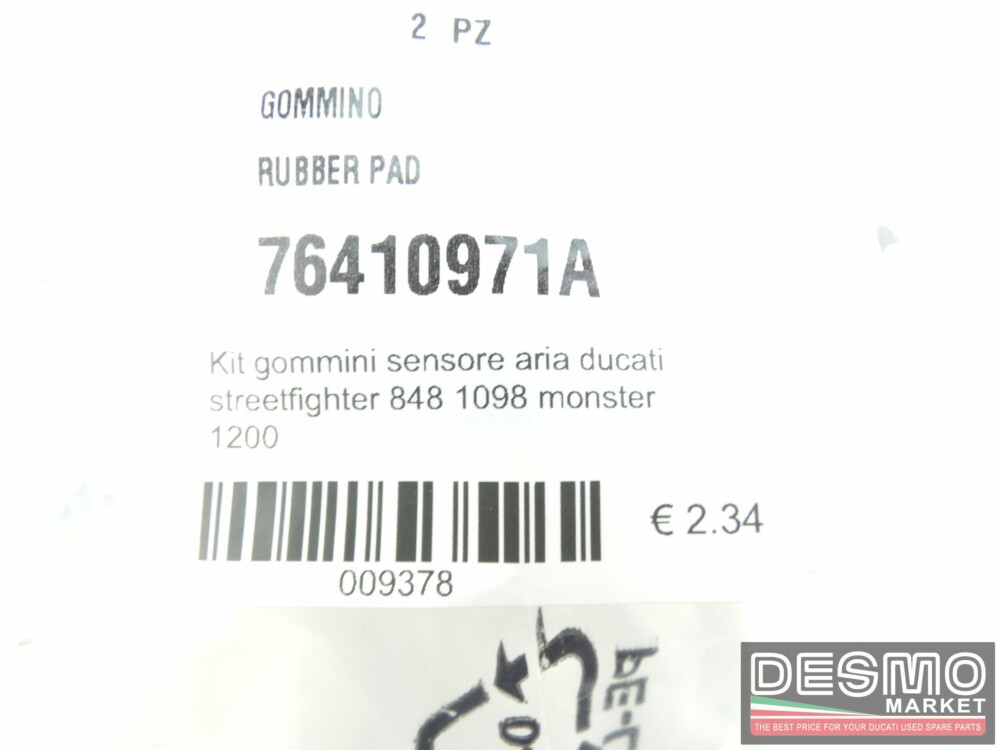 2 PZ
GOMMINO
RUBBER PAD
76410971A
Kit gommini sensore aria ducati
streetfighter 848 1098 monster
1200
€ 2.34
009378
DESMO
MARKET
THE BEST PRICE FOR YOUR DUCATI USED SPARE PARTS